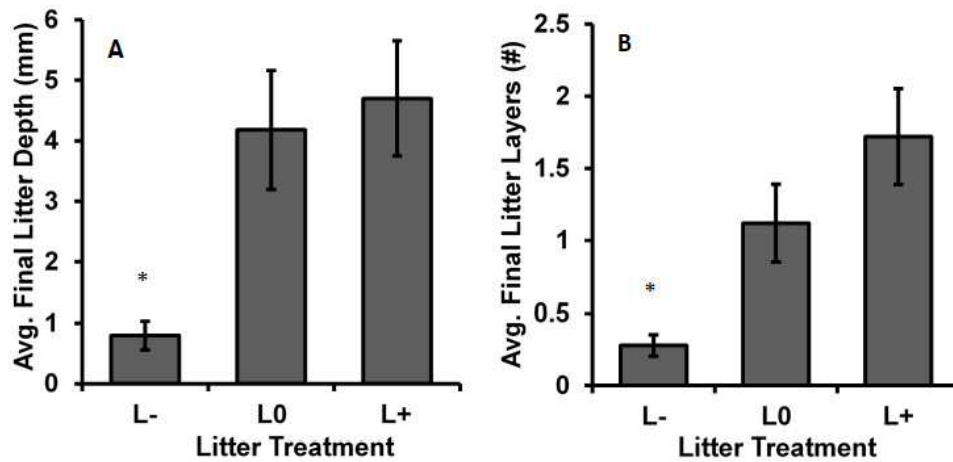 A
Avg. Final Litter Depth (mm)
6
5
4
3
2
1
0
*
L- L0 L+
Litter Treatment
B
Avg. Final Litter Layers (#)
2.5
2
1.5
1
0.5
0
*
L- L0 L+
Litter Treatment